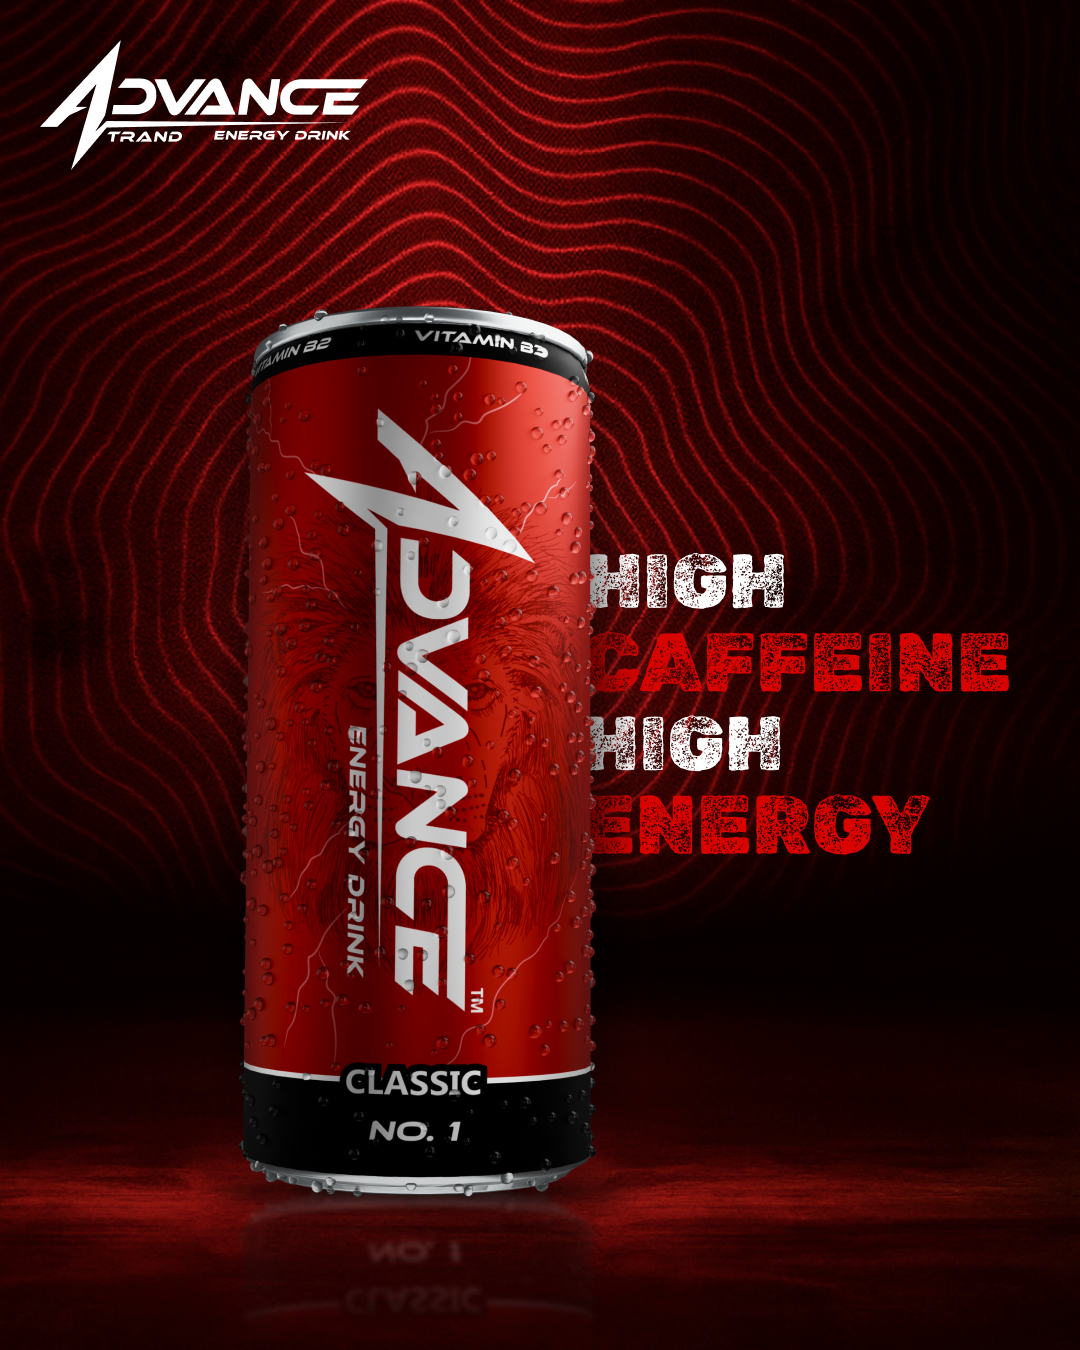 ADVANCE
TRAND ENERGY DRINK
VITAMIN B2 VITAMIN B3
ADVANCE
ENERGY DRINK
TM
HIGH
CAFFEINE
HIGH
ENERGY
CLASSIC
NO. 1